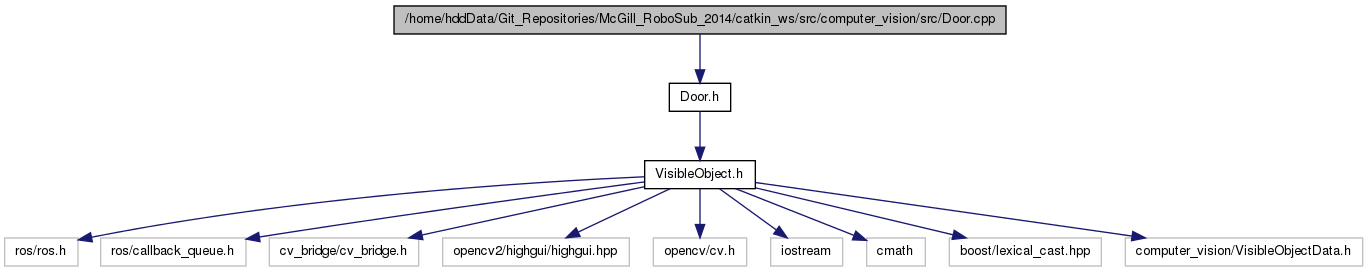 /home/hddData/Git_Repositories/McGill_RoboSub_2014/catkin_ws/src/computer_vision/src/Door.cpp
Door.h
VisibleObject.h
ros/ros.h
ros/callback_queue.h
cv_bridge/cv_bridge.h
opencv2/highgui/highgui.hpp
opencv/cv.h
iostream
cmath
boost/lexical_cast.hpp
computer_vision/VisibleObjectData.h